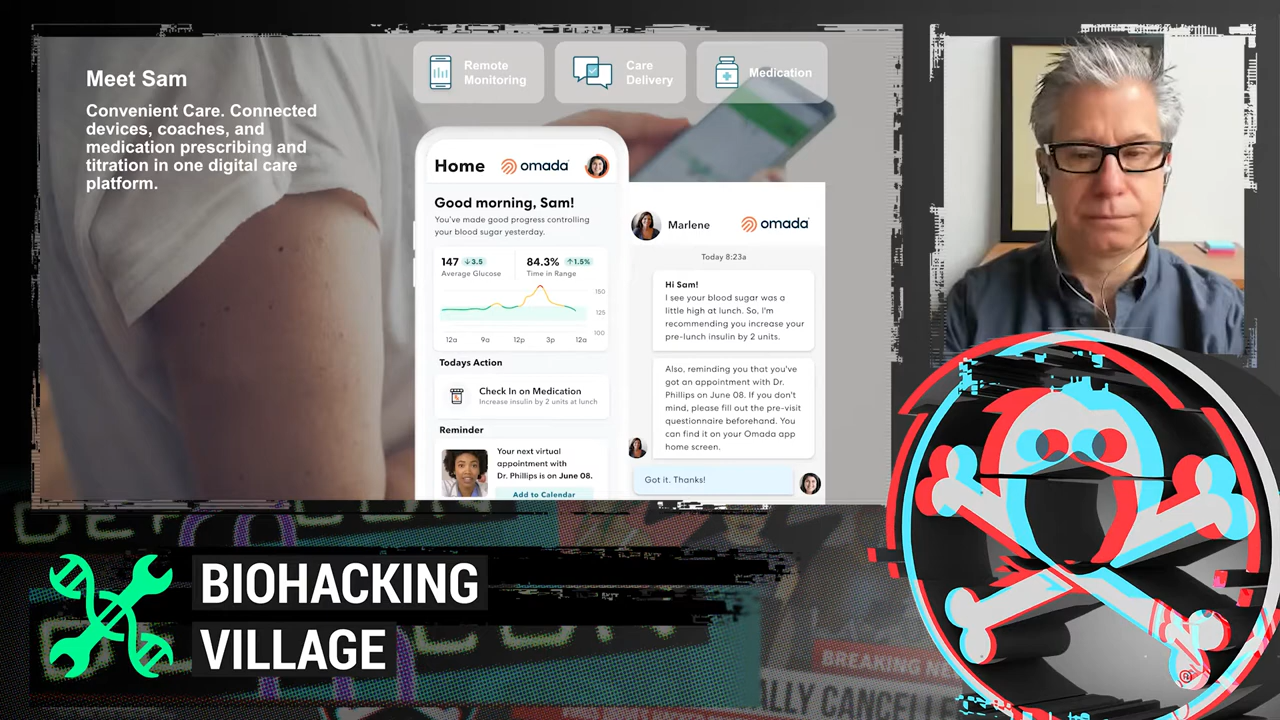 Meet Sam
Convenient Care. Connected
devices, coaches, and
medication prescribing and
titration in one digital care
platform.
Remote
Monitoring
Care
Delivery
Medication
Home
omada
Good morning, Sam!
You've made good progress controlling
your blood sugar yesterday.
147 ↓3.5
Average Glucose
84.3% ↑1.5%
Time in Range
150
125
100
12a 9a 12p 3p 12a
Todays Action
Check In on Medication
Increase insulin by 2 units at lunch
Reminder
Your next virtual
appointment with
Dr. Phillips is on June 08.
Add to Calendar
Marlene
omada
Today 8:23a
Hi Sam!
I see your blood sugar was a
little high at lunch. So, I'm
recommending you increase your
pre-lunch insulin by 2 units.
Also, reminding you that you've
got an appointment with Dr.
Phillips on June 08. If you don't
mind, please fill out the pre-visit
questionnaire beforehand. You
can find it on your Omada app
home screen.
Got it. Thanks!
BIOHACKING
VILLAGE
DEF CON
BREAKING NE
ALLY CANCELLE
®